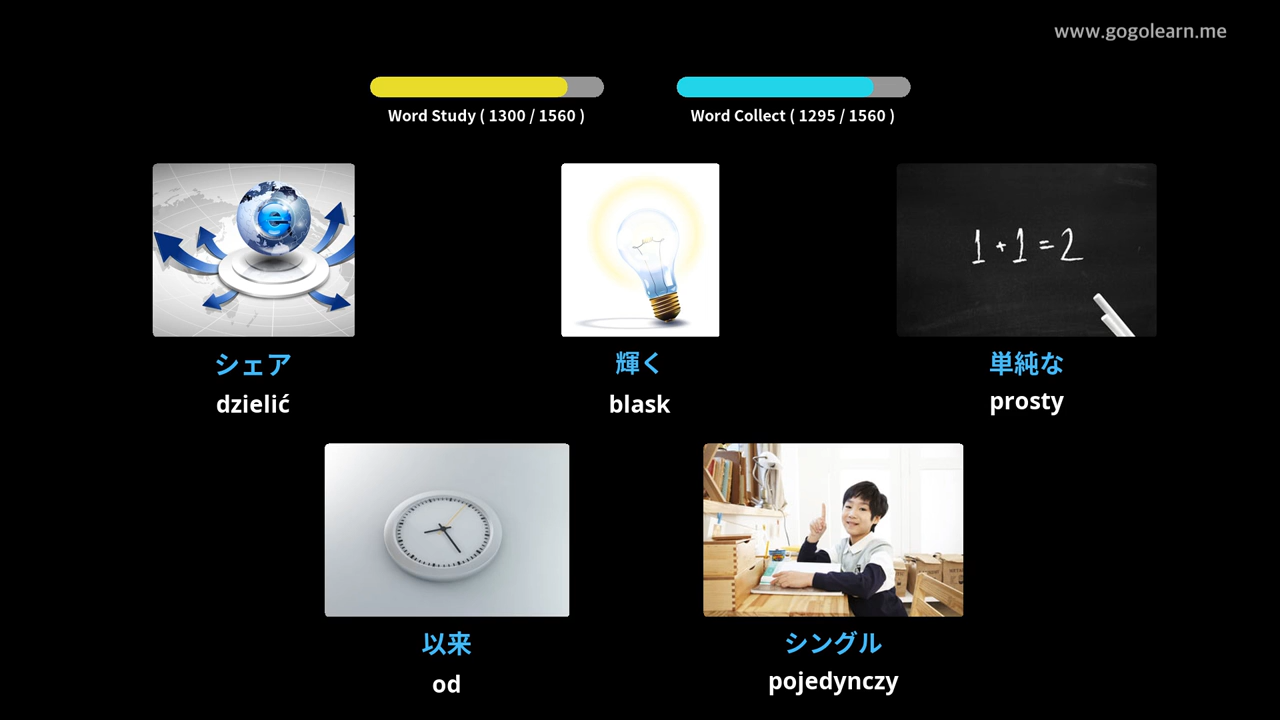 www.gogolearn.me
Word Study ( 1300 / 1560 )
Word Collect ( 1295 / 1560 )
e
1 + 1 = 2
シェア
dzielić
輝く
blask
単純な
prosty
以来
od
シングル
pojedynczy